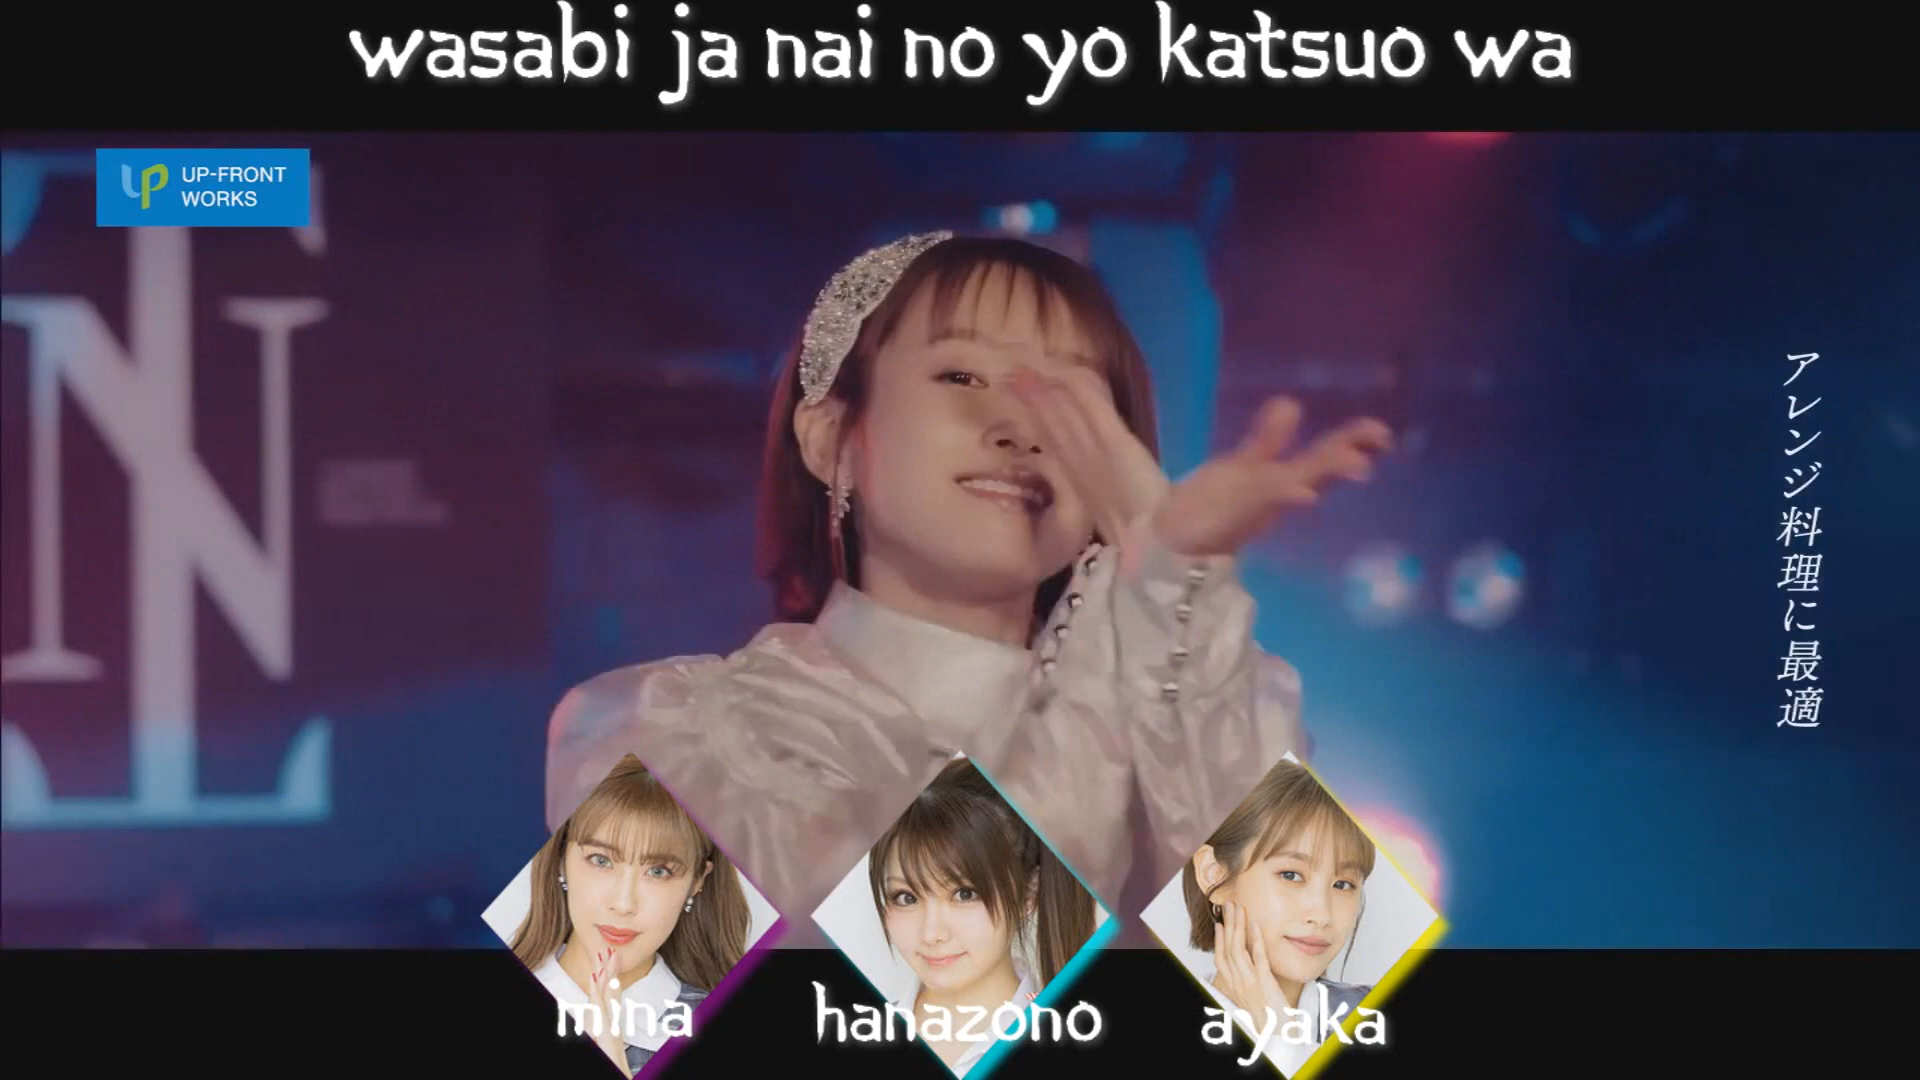 wasabi ja nai no yo katsuo wa
UP-FRONT
WORKS
アレンジ料理に最適
mina
hanazono
ayaka